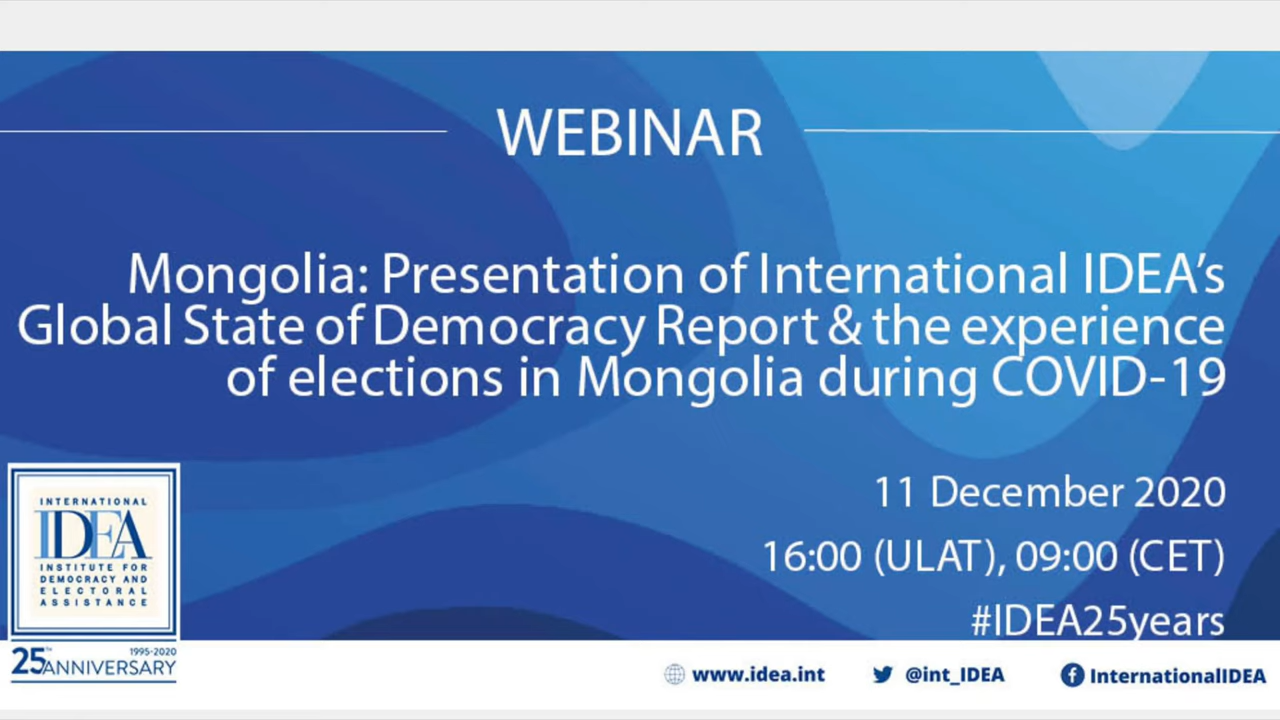 WEBINAR
Mongolia: Presentation of International IDEA’s
Global State of Democracy Report & the experience
of elections in Mongolia during COVID-19
11 December 2020
16:00 (ULAT), 09:00 (CET)
#IDEA25years
INTERNATIONAL
IDEA
INSTITUTE FOR
DEMOCRACY AND
ELECTORAL
ASSISTANCE
1995-2020
25TH ANNIVERSARY
www.idea.int
@int_IDEA
InternationalIDEA